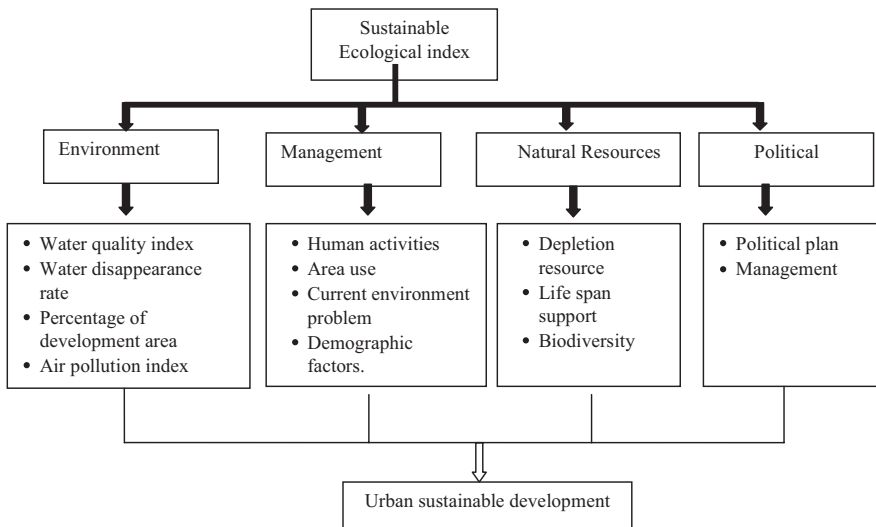 Sustainable
Ecological index
Environment
Management
Natural Resources
Political
• Water quality index
• Water disappearance
rate
• Percentage of
development area
• Air pollution index
• Human activities
• Area use
• Current environment
problem
• Demographic
factors.
• Depletion
resource
• Life span
support
• Biodiversity
• Political plan
• Management
Urban sustainable development